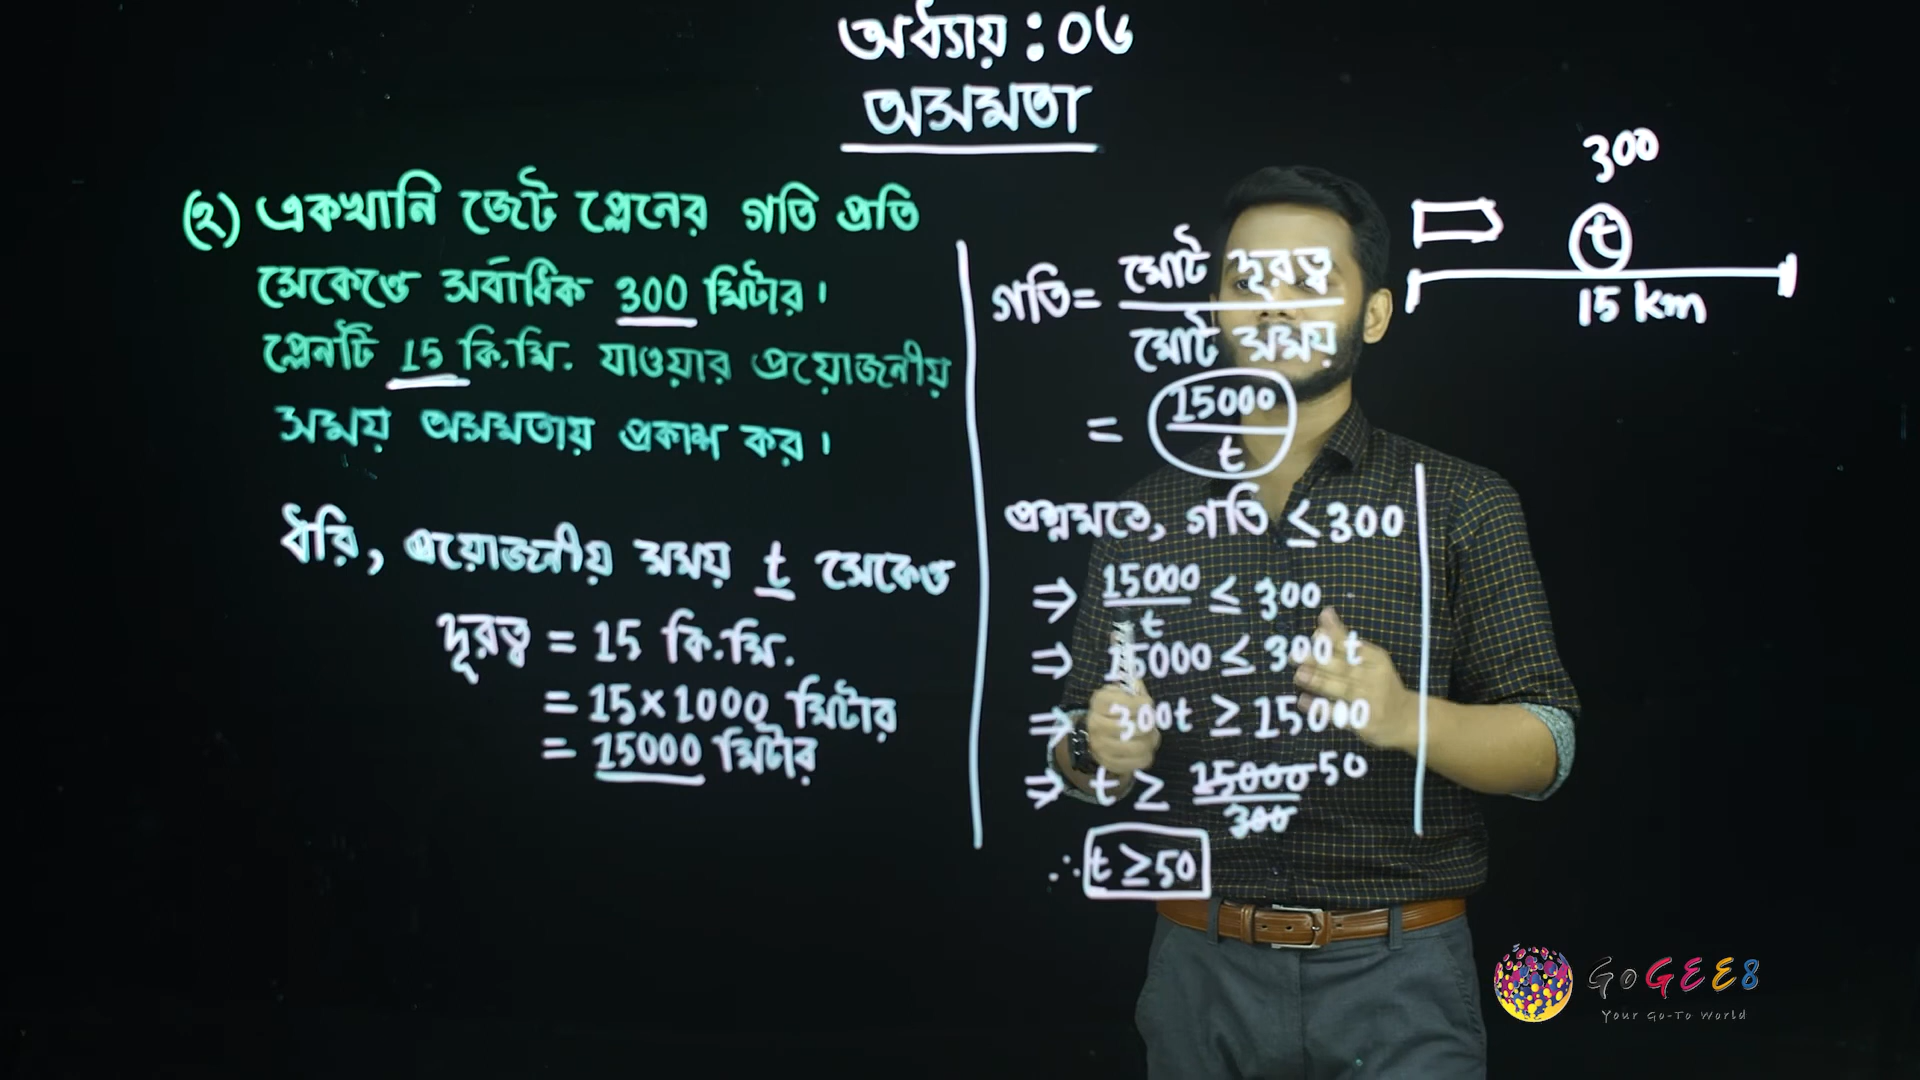 অধ্যায় : ০৬
অসমতা
(২) একখানি জেট প্লেনের গতি প্রতি
সেকেন্ডে সর্বাধিক 300 মিটার।
প্লেনটি 15 কি.মি. যাওয়ার প্রয়োজনীয়
সময় অসমতায় প্রকাশ কর।
ধরি, প্রয়োজনীয় সময় t সেকেন্ড
দূরত্ব = 15 কি.মি.
= 15 × 1000 মিটার
= 15000 মিটার
গতি = মোট দূরত্ব / মোট সময়
= 15000 / t
প্রশ্নমতে, গতি ≤ 300
⇒ 15000 / t ≤ 300
⇒ 15000 ≤ 300 t
⇒ 300t ≥ 15000
⇒ t ≥ 15000 / 300 50
∴ t ≥ 50
300
t
15 km
GoGEE8
Your Go-To World